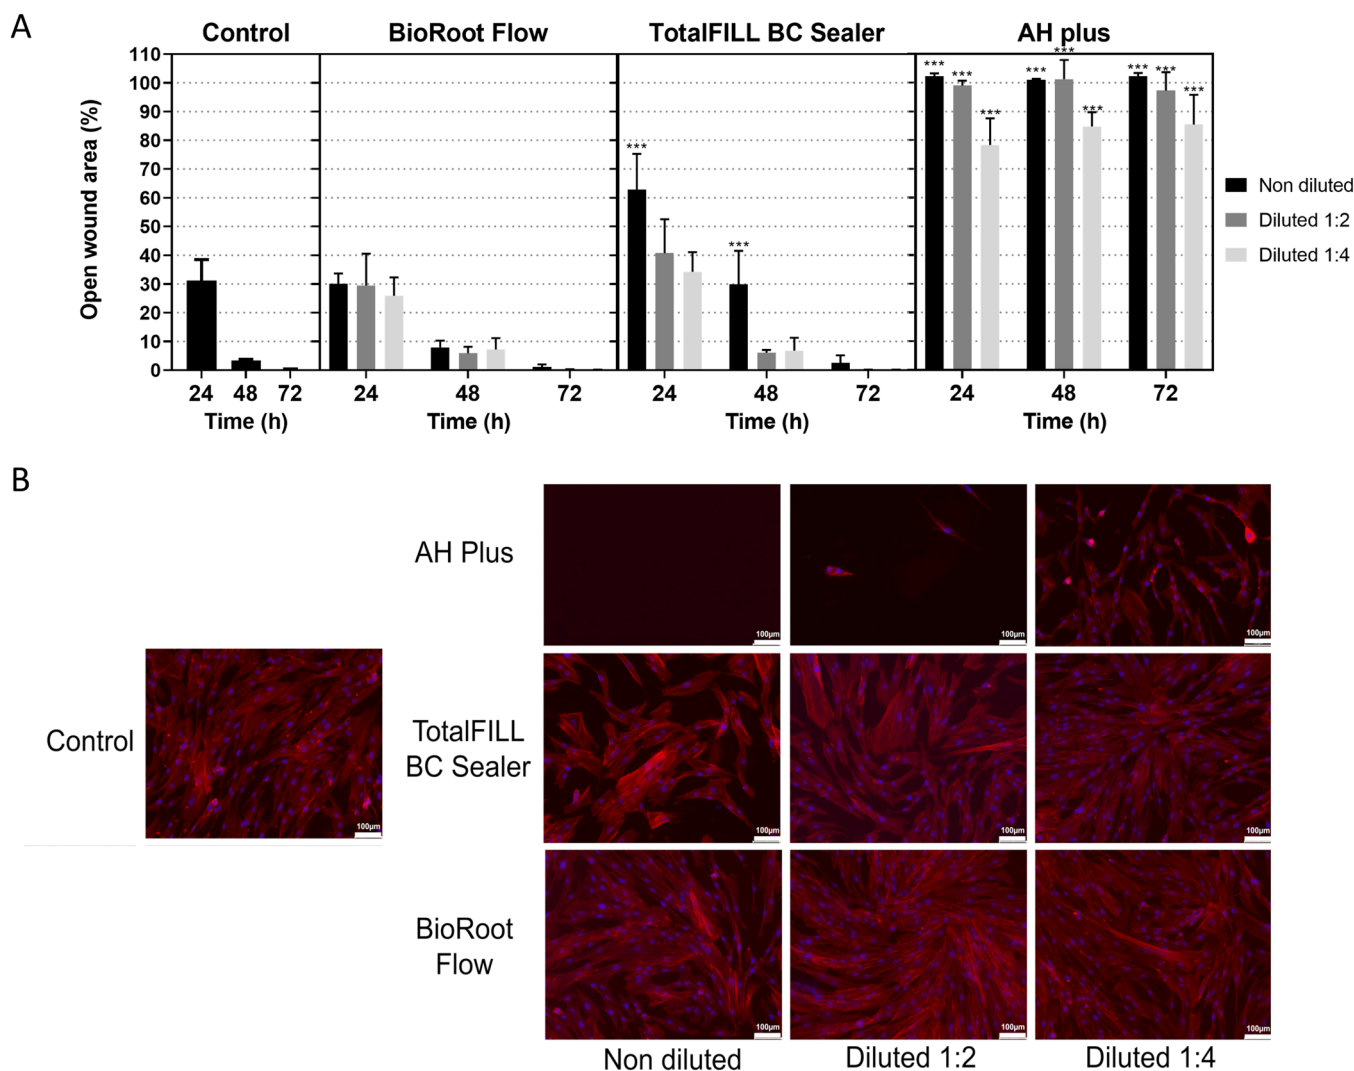 A
Control
BioRoot Flow
TotalFILL BC Sealer
AH plus
Open wound area (%)
110
100
90
80
70
60
50
40
30
20
10
0
***
***
***
***
***
***
***
***
***
***
***
24 48 72
24 48 72
24 48 72
24 48 72
Time (h)
Time (h)
Time (h)
Time (h)
Non diluted
Diluted 1:2
Diluted 1:4
B
AH Plus
100µm
100µm
100µm
Control
100µm
TotalFILL
BC Sealer
100µm
100µm
100µm
BioRoot
Flow
100µm
100µm
100µm
Non diluted
Diluted 1:2
Diluted 1:4